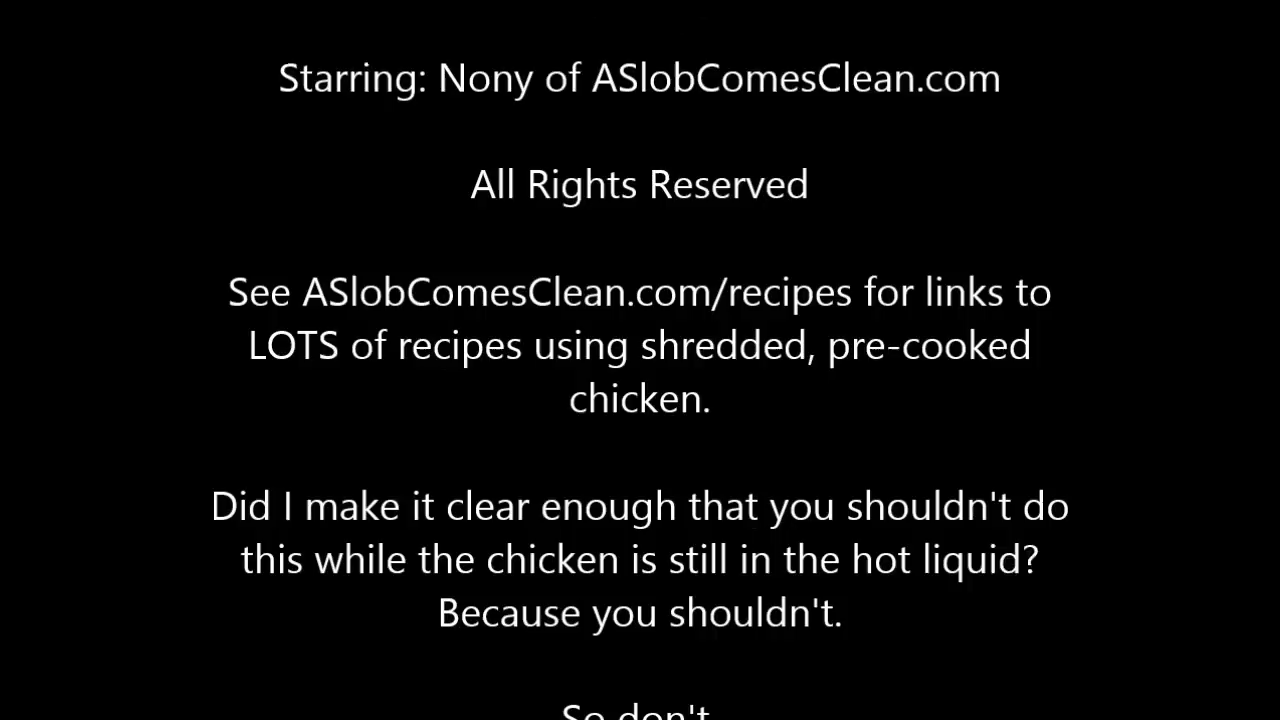 Starring: Nony of ASlobComesClean.com
All Rights Reserved
See ASlobComesClean.com/recipes for links to
LOTS of recipes using shredded, pre-cooked
chicken.
Did I make it clear enough that you shouldn't do
this while the chicken is still in the hot liquid?
Because you shouldn't.
So don't